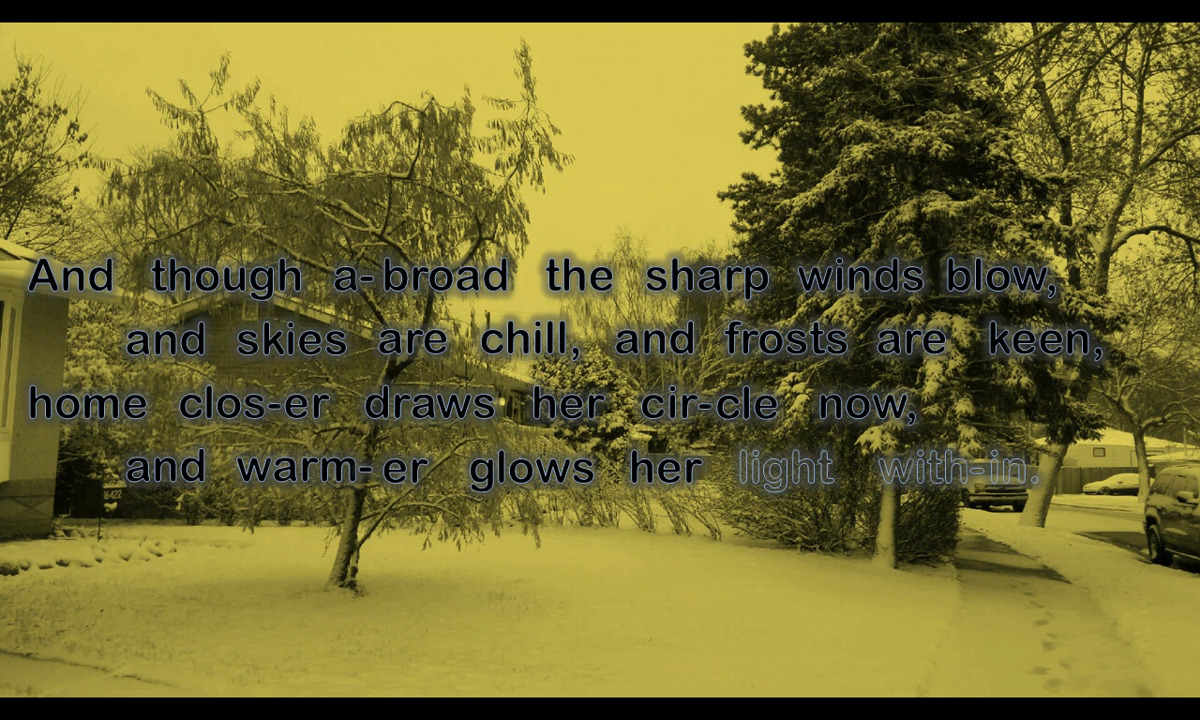 And though a-broad the sharp winds blow,
and skies are chill, and frosts are keen,
home clos-er draws her cir-cle now,
and warm-er glows her light with-in.